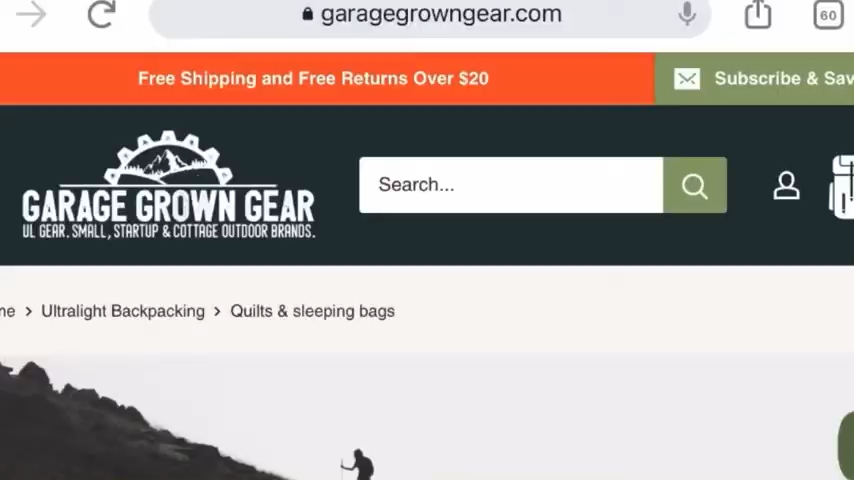 garagegrowngear.com
60
Free Shipping and Free Returns Over $20
Subscribe & Sav
GARAGE GROWN GEAR
UL GEAR. SMALL, STARTUP & COTTAGE OUTDOOR BRANDS.
Search...
me > Ultralight Backpacking > Quilts & sleeping bags